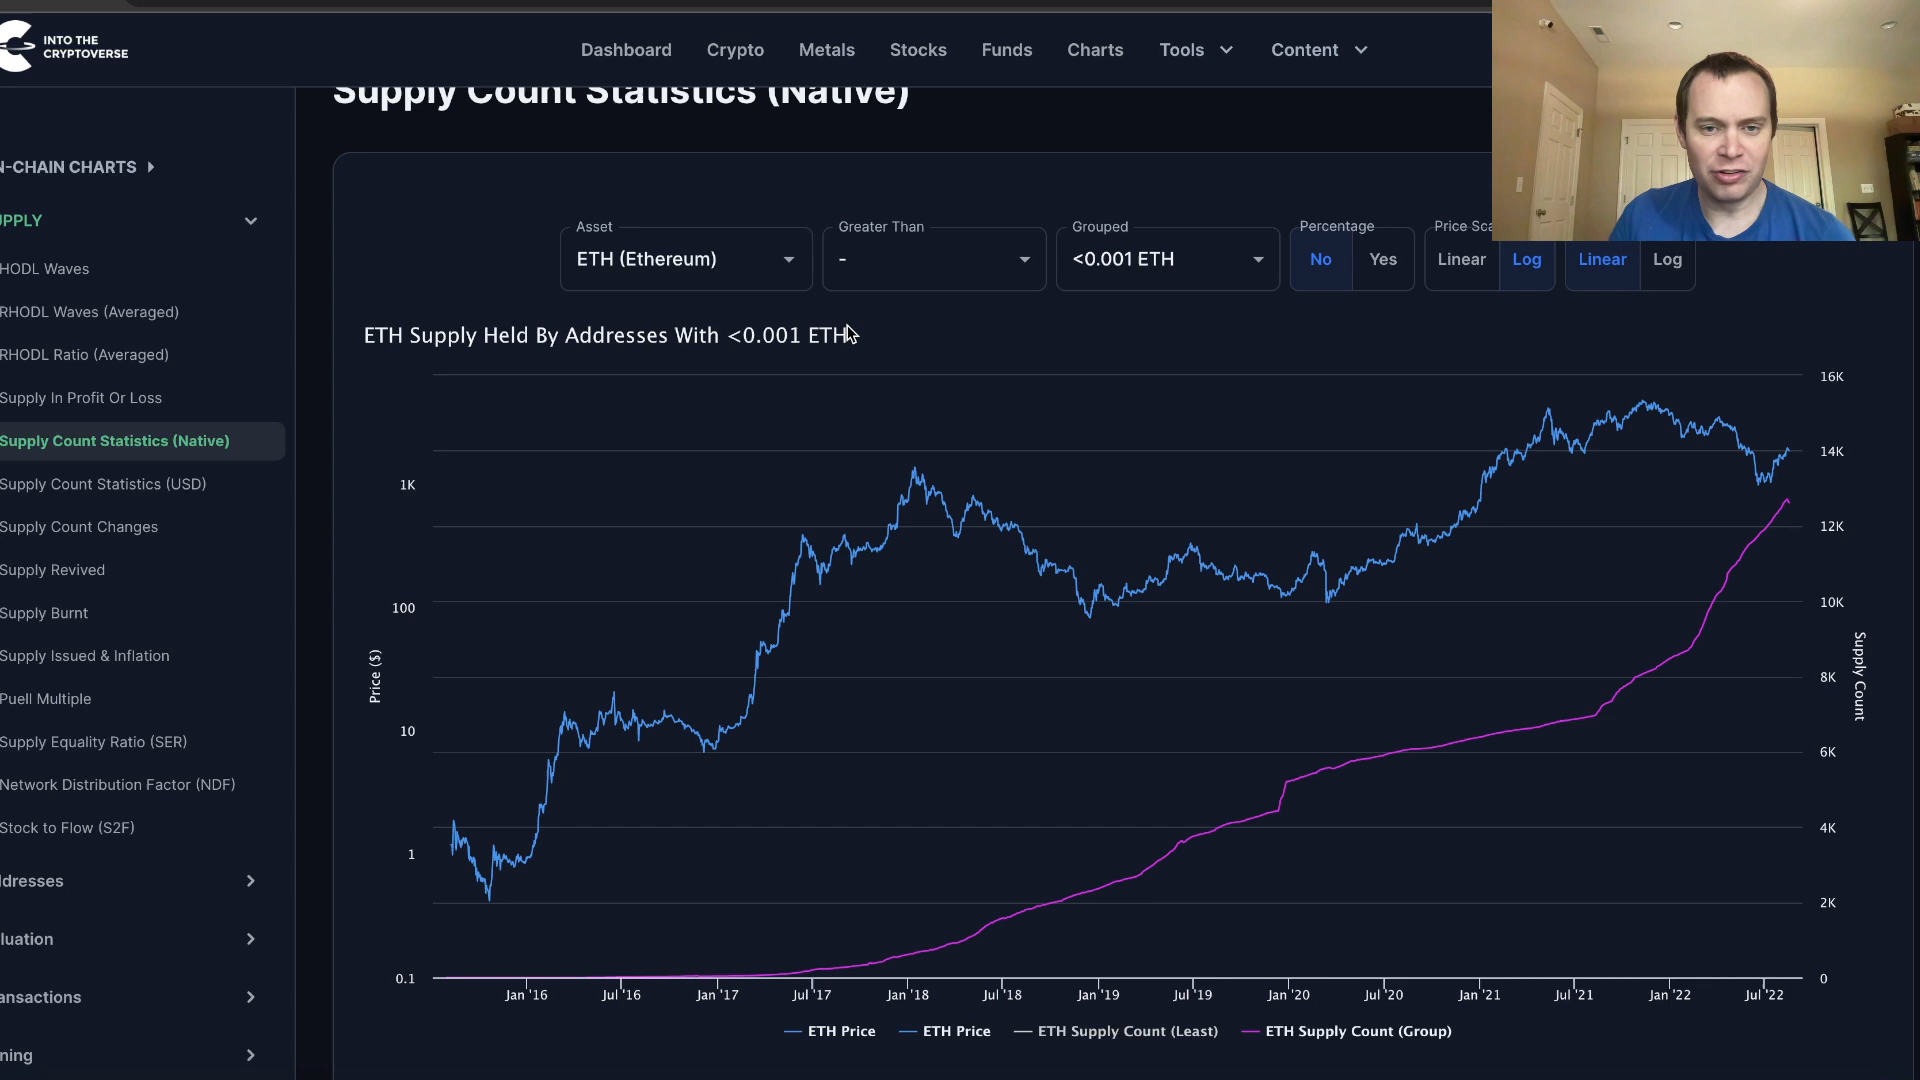 INTO THE
CRYPTOVERSE
Dashboard Crypto Metals Stocks Funds Charts Tools Content
Supply Count Statistics (Native)
N-CHAIN CHARTS
UPPLY
HODL Waves
RHODL Waves (Averaged)
RHODL Ratio (Averaged)
Supply In Profit Or Loss
Supply Count Statistics (Native)
Supply Count Statistics (USD)
Supply Count Changes
Supply Revived
Supply Burnt
Supply Issued & Inflation
Puell Multiple
Supply Equality Ratio (SER)
Network Distribution Factor (NDF)
Stock to Flow (S2F)
ddresses
luation
ansactions
ning
Asset Greater Than Grouped Percentage Price Sca
ETH (Ethereum) - <0.001 ETH No Yes Linear Log Linear Log
ETH Supply Held By Addresses With <0.001 ETH
Price ($)
1K
100
10
1
0.1
16K
14K
12K
10K
8K
6K
4K
2K
0
Supply Count
Jan '16 Jul '16 Jan '17 Jul '17 Jan '18 Jul '18 Jan '19 Jul '19 Jan '20 Jul '20 Jan '21 Jul '21 Jan '22 Jul '22
ETH Price ETH Price ETH Supply Count (Least) ETH Supply Count (Group)